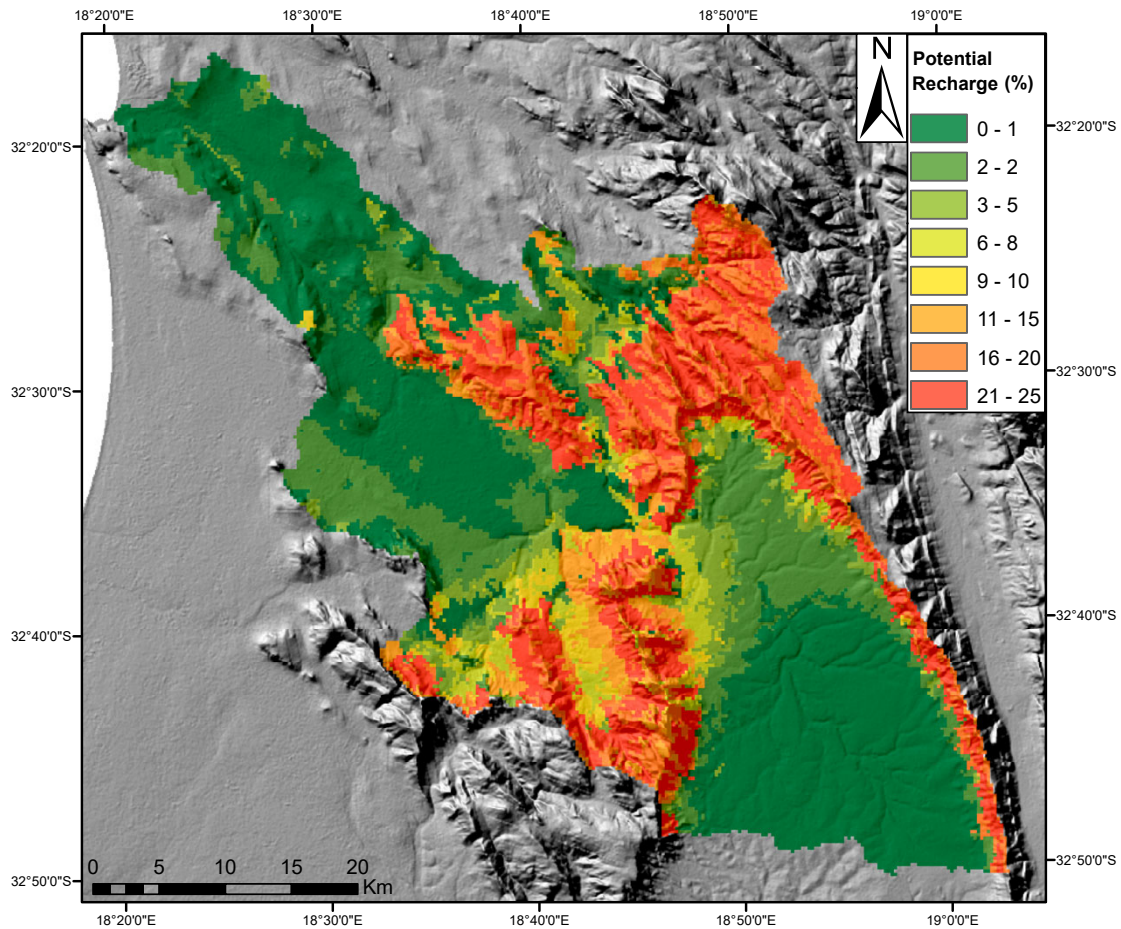 18°20'0"E 18°30'0"E 18°40'0"E 18°50'0"E 19°0'0"E
N
Potential
Recharge (%)
0 - 1
2 - 2
3 - 5
6 - 8
9 - 10
11 - 15
16 - 20
21 - 25
32°20'0"S 32°20'0"S
32°30'0"S 32°30'0"S
32°40'0"S 32°40'0"S
32°50'0"S 32°50'0"S
0 5 10 15 20
Km
18°20'0"E 18°30'0"E 18°40'0"E 18°50'0"E 19°0'0"E